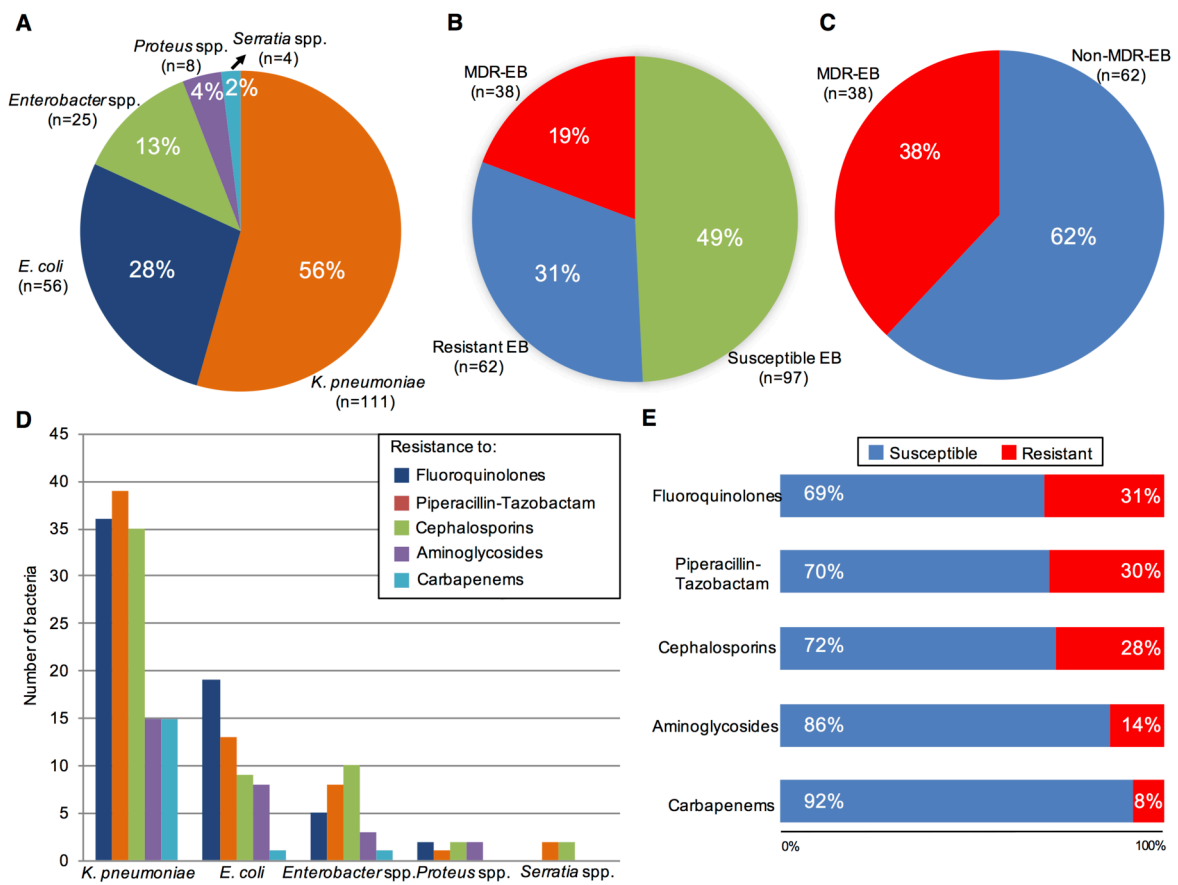 A
Proteus spp.
(n=8)
Serratia spp.
(n=4)
Enterobacter spp.
(n=25)
4%
2%
13%
E. coli
(n=56)
28%
56%
K. pneumoniae
(n=111)
B
MDR-EB
(n=38)
19%
49%
31%
Resistant EB
(n=62)
Susceptible EB
(n=97)
C
MDR-EB
(n=38)
Non-MDR-EB
(n=62)
38%
62%
D
45
40
35
30
25
20
15
10
5
0
Number of bacteria
Resistance to:
Fluoroquinolones
Piperacillin-Tazobactam
Cephalosporins
Aminoglycosides
Carbapenems
K. pneumoniae
E. coli
Enterobacter spp.
Proteus spp.
Serratia spp.
E
Susceptible
Resistant
Fluoroquinolones 69% 31%
Piperacillin-
Tazobactam
70% 30%
Cephalosporins 72% 28%
Aminoglycosides 86% 14%
Carbapenems 92% 8%
0% 100%